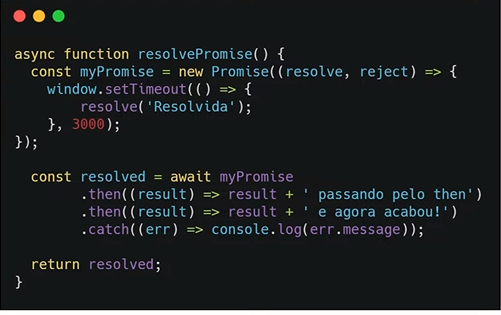 async function resolvePromise() {
  const myPromise = new Promise((resolve, reject) => {
    window.setTimeout(() => {
        resolve('Resolvida');
    }, 3000);
});
  const resolved = await myPromise
        .then((result) => result + ' passando pelo then')
        .then((result) => result + ' e agora acabou!')
        .catch((err) => console.log(err.message));
  return resolved;
}